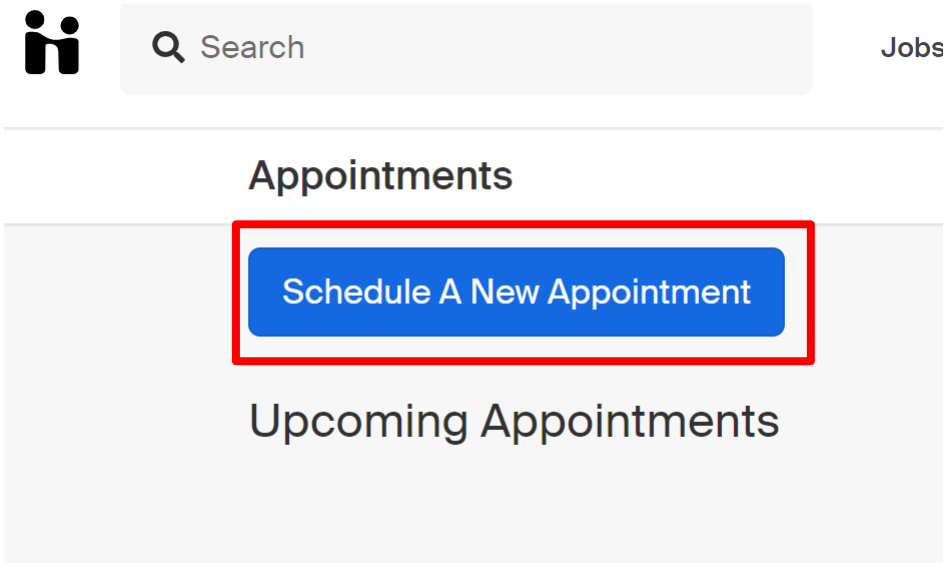 Search
Jobs
Appointments
Schedule A New Appointment
Upcoming Appointments